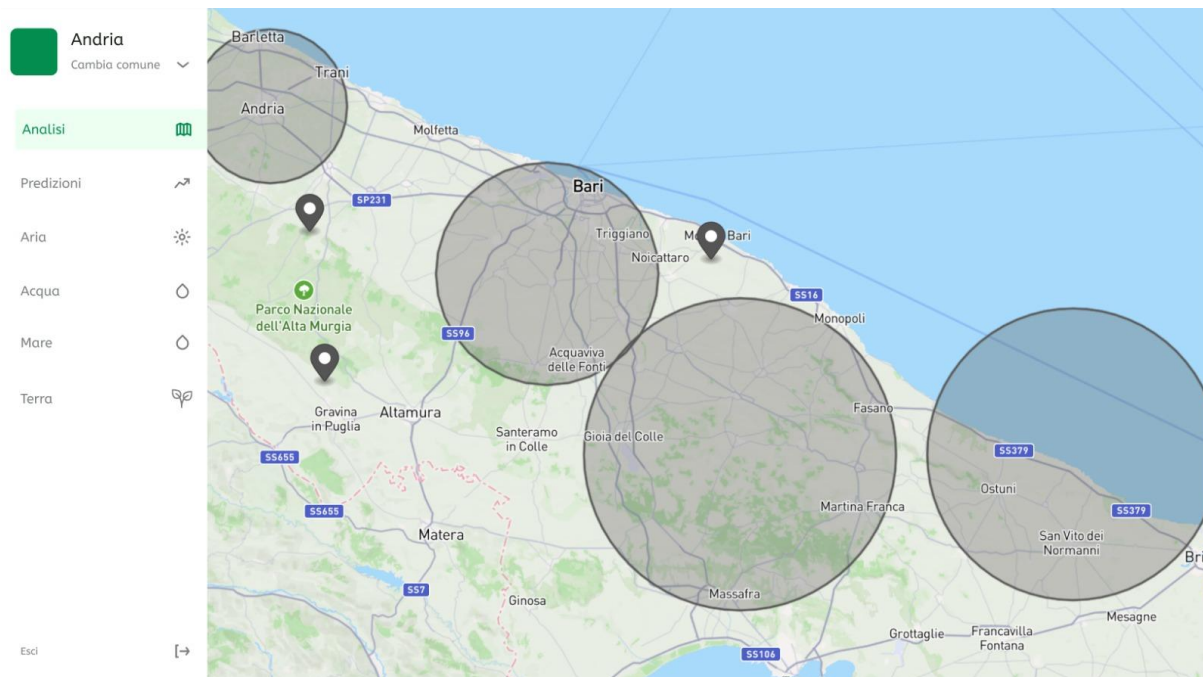 Andria
Cambia comune
Analisi
Predizioni
Aria
Acqua
Mare
Terra
Esci
Barletta
Trani
Andria
Molfetta
SP231
Bari
Triggiano
Bari
Noicattaro
Parco Nazionale
dell'Alta Murgia
SS16
Monopoli
SS96
Acquaviva
delle Fonti
Gravina
in Puglia
Altamura
Fasano
Santeramo
in Colle
Gioia del Colle
SS655
SS379
Ostuni
SS655
Martina Franca
SS379
Matera
San Vito dei
Normanni
SS7
Ginosa
Massafra
Mesagne
Grottaglie
Francavilla
Fontana
SS106